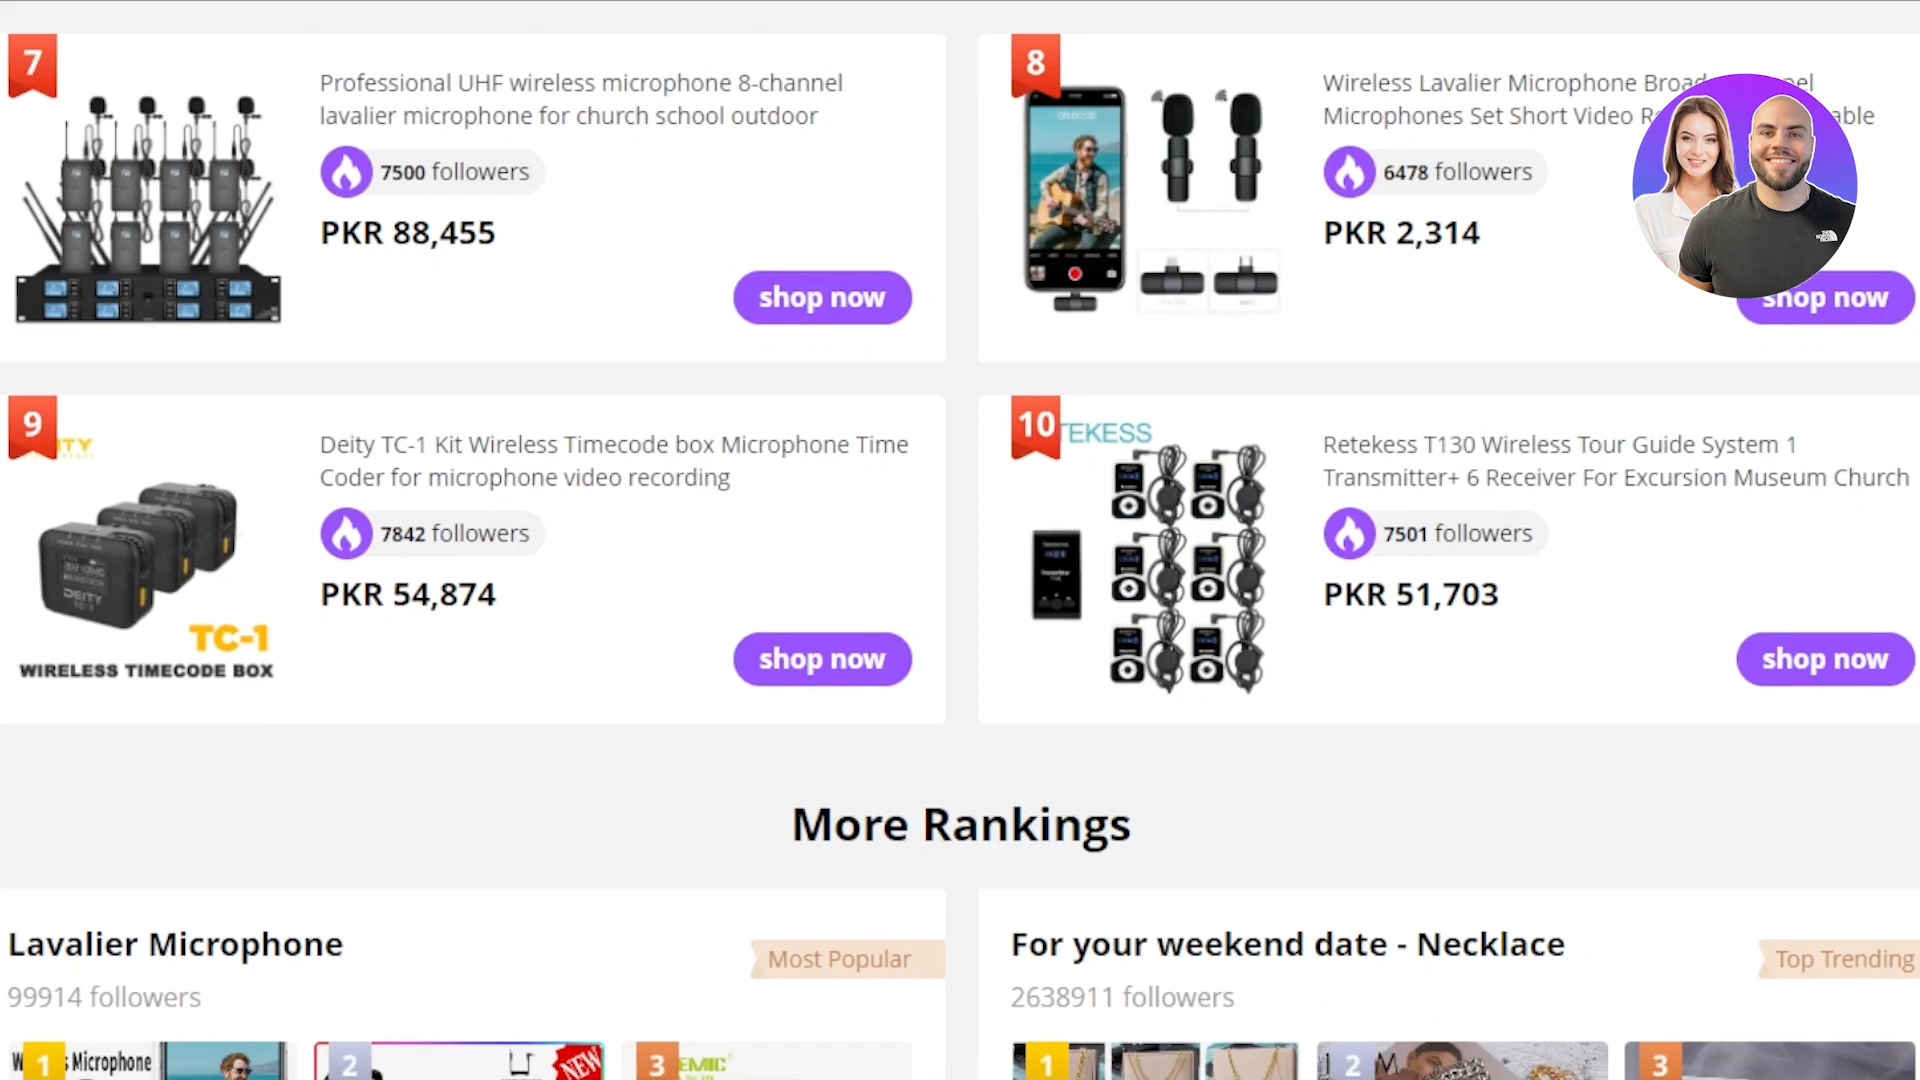 7
Professional UHF wireless microphone 8-channel
lavalier microphone for church school outdoor
7500 followers
PKR 88,455
shop now
8
Wireless Lavalier Microphone
Microphones Set Short Video
6478 followers
PKR 2,314
shop now
9
Deity TC-1 Kit Wireless Timecode box Microphone Time
Coder for microphone video recording
7842 followers
PKR 54,874
shop now
DEITY
TC-1
TC-1
WIRELESS TIMECODE BOX
10
Retekess T130 Wireless Tour Guide System 1
Transmitter+ 6 Receiver For Excursion Museum Church
7501 followers
PKR 51,703
shop now
More Rankings
Lavalier Microphone
Most Popular
99914 followers
1
Microphone
2
NEW
3
For your weekend date - Necklace
Top Trending
2638911 followers
1
2
3